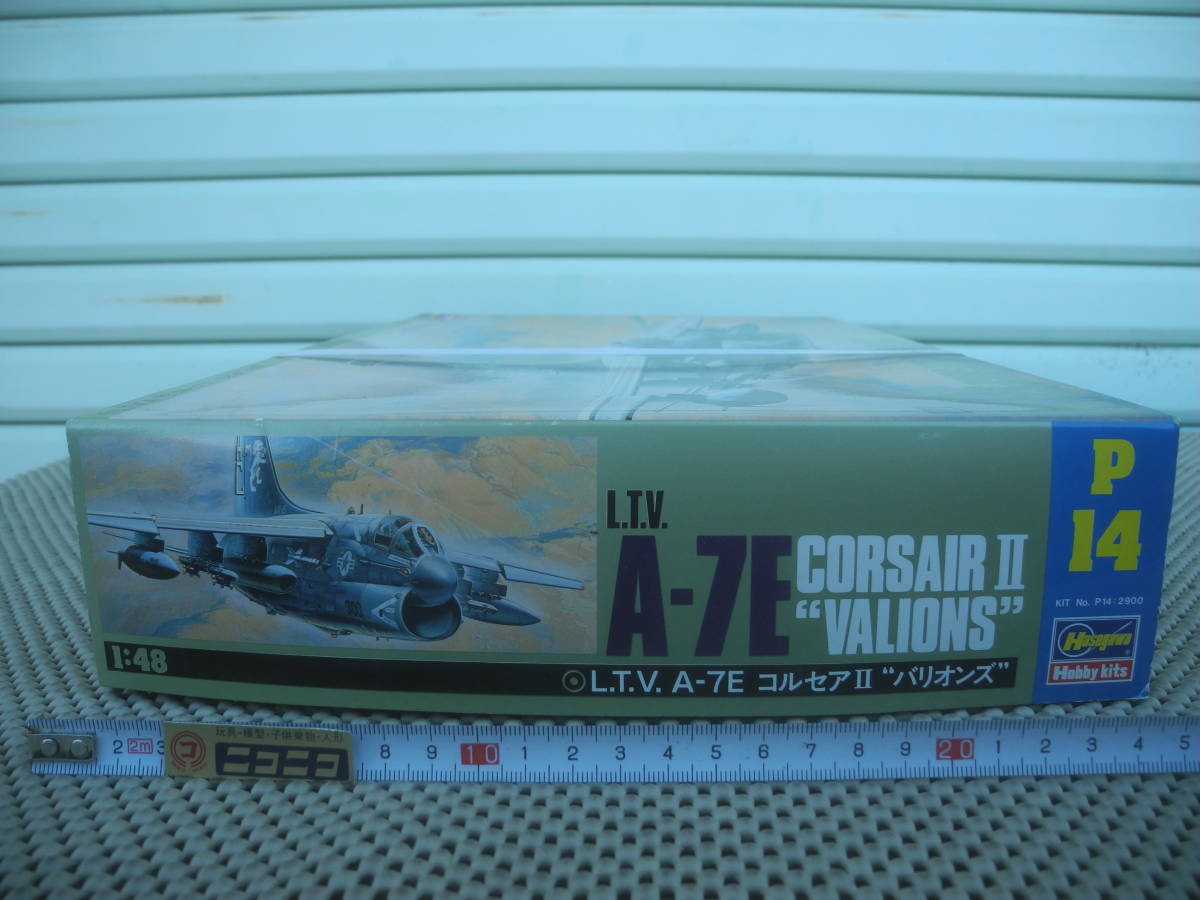 L.T.V.
A-7E CORSAIR II
"VALIONS"
1:48
L.T.V. A-7E コルセアII "バリオンズ"
P
14
KIT No. P14:2900
Hasegawa
Hobby kits
300
玩具・模型・子供乗物・人形
コ ニコニコ
2 2m 3 8 9 10 1 2 3 4 5 6 7 8 9 20 1 2 3 4 5